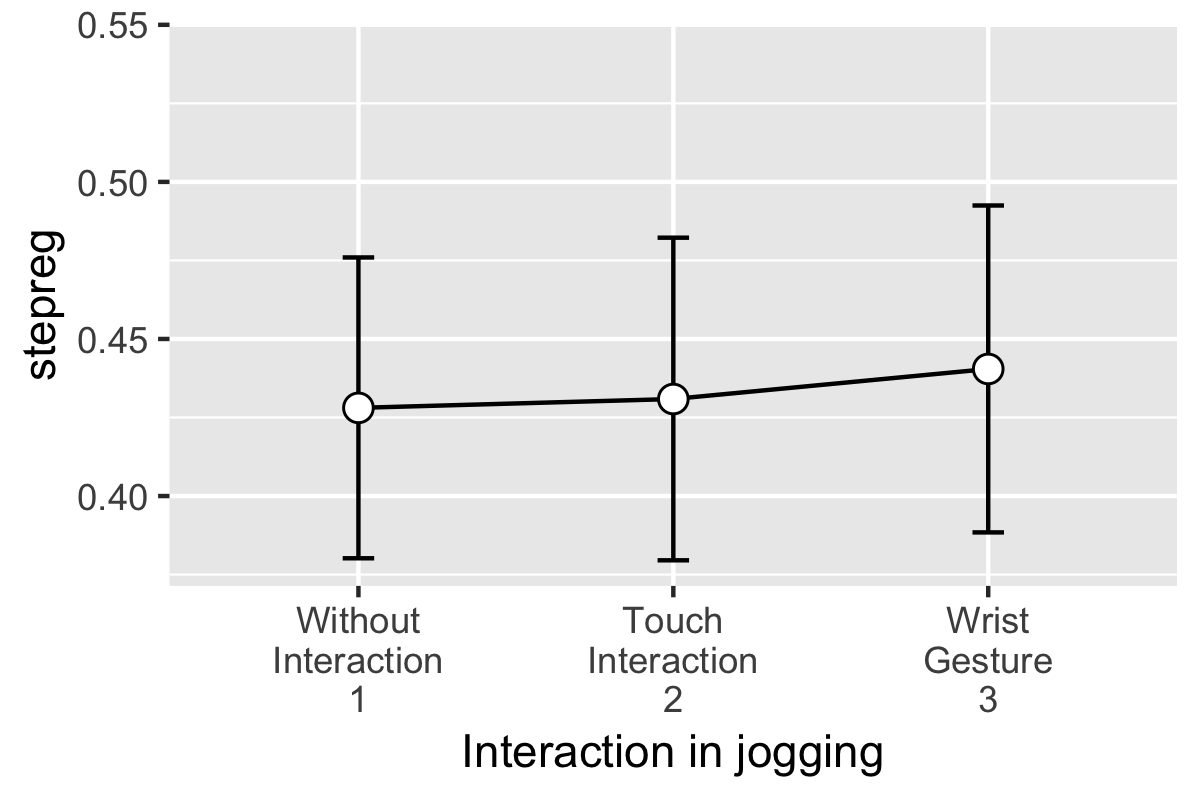 0.55
0.50
0.45
0.40
stepreg
Without
Interaction
1
Touch
Interaction
2
Wrist
Gesture
3
Interaction in jogging